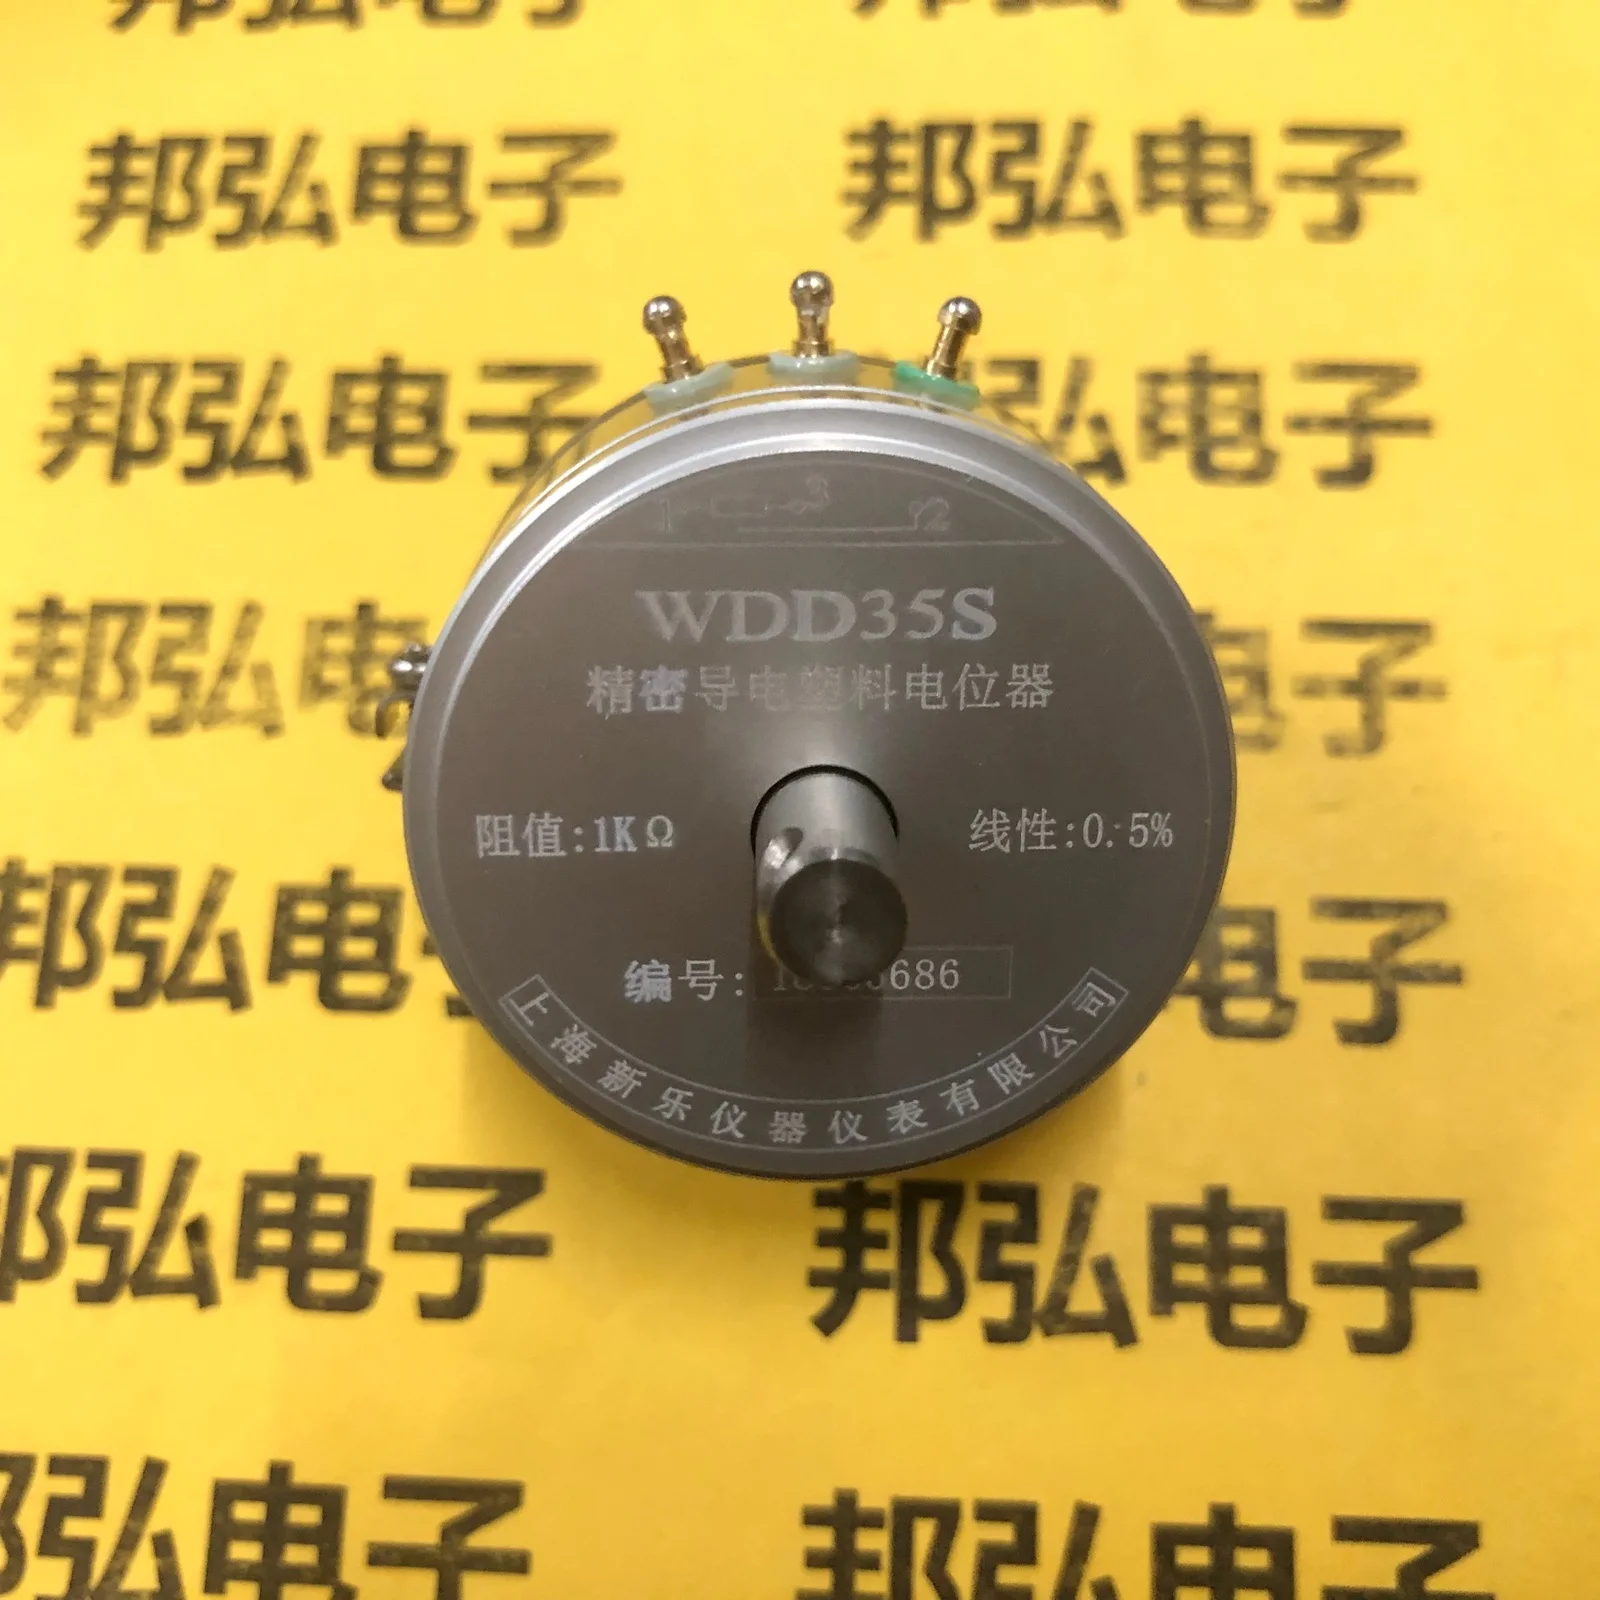 邦弘电子
邦弘电子 邦弘电子
邦弘电子
1 3 2
WDD35S
精密导电塑料电位器
阻值:1KΩ 线性:0.5%
编号:
上海新乐仪器仪表有限公司
邦弘电子 邦弘电子
邦弘电子 邦弘电子